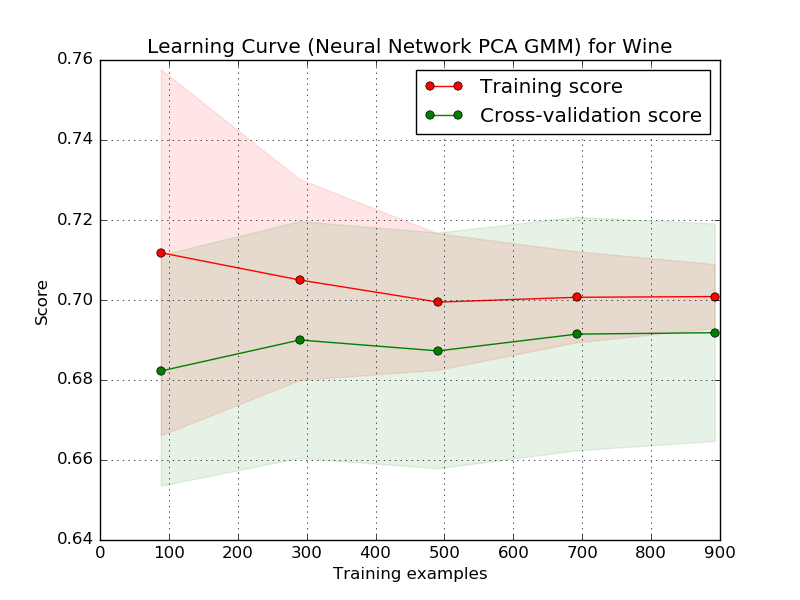 Learning Curve (Neural Network PCA GMM) for Wine
Training score
Cross-validation score
0.76
0.74
0.72
0.70
0.68
0.66
0.64
Score
0 100 200 300 400 500 600 700 800 900
Training examples